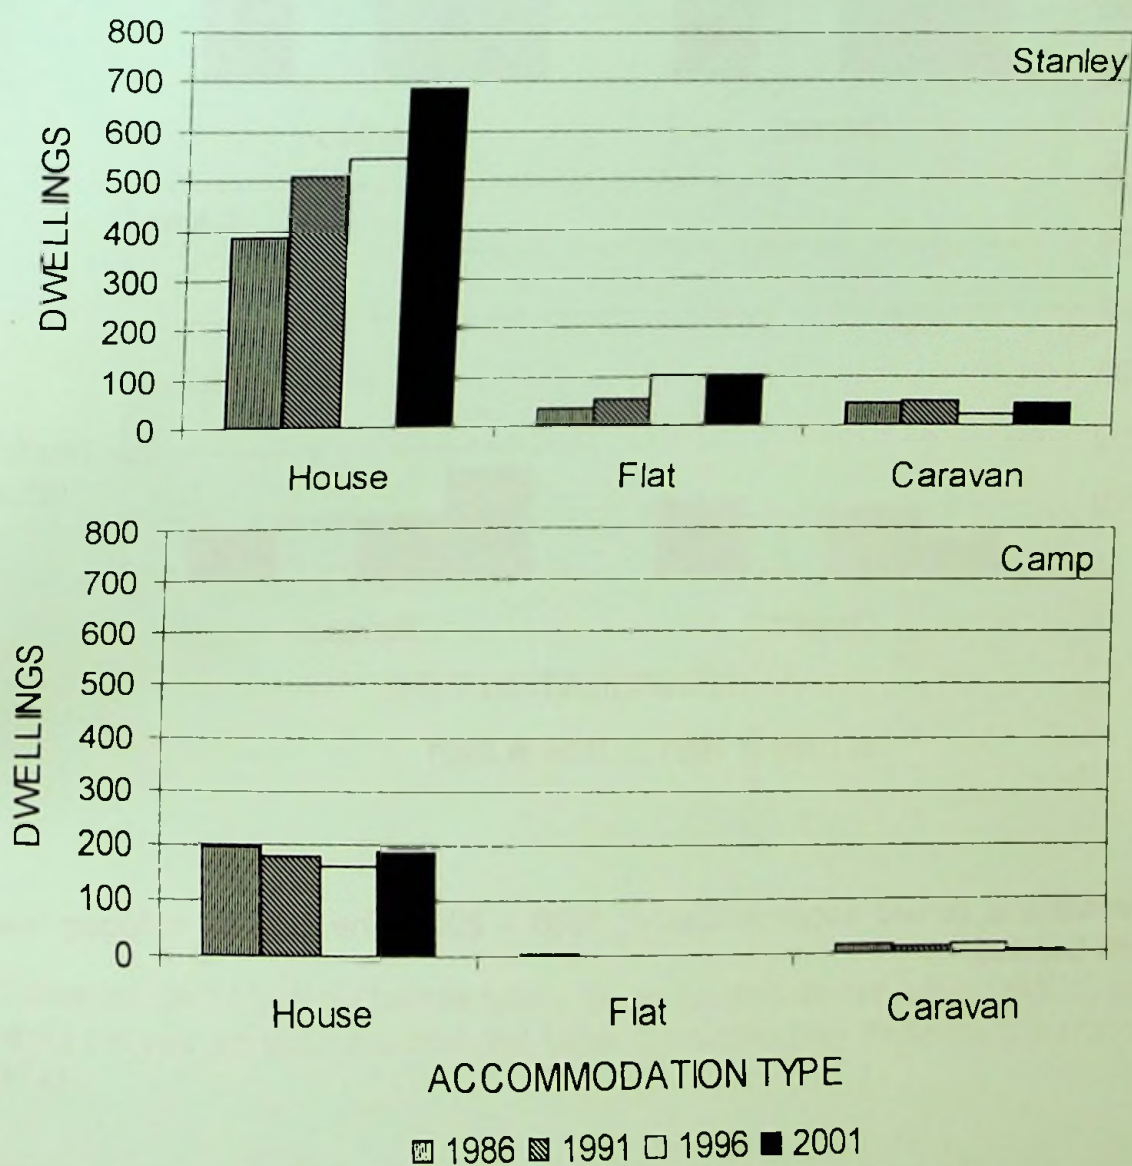 Stanley
DWELLINGS
800
700
600
500
400
300
200
100
0
House Flat Caravan
Camp
DWELLINGS
800
700
600
500
400
300
200
100
0
House Flat Caravan
ACCOMMODATION TYPE
1986 1991 1996 2001